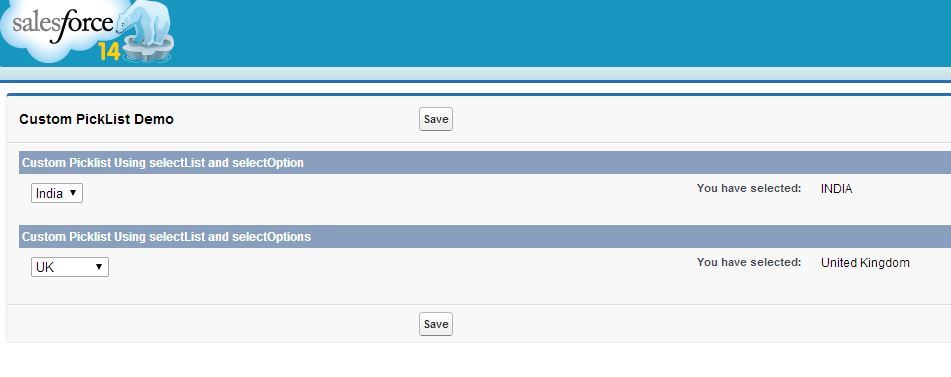 salesforce
14
Custom PickList Demo
Save
Custom Picklist Using selectList and selectOption
India
You have selected: INDIA
Custom Picklist Using selectList and selectOptions
UK
You have selected: United Kingdom
Save